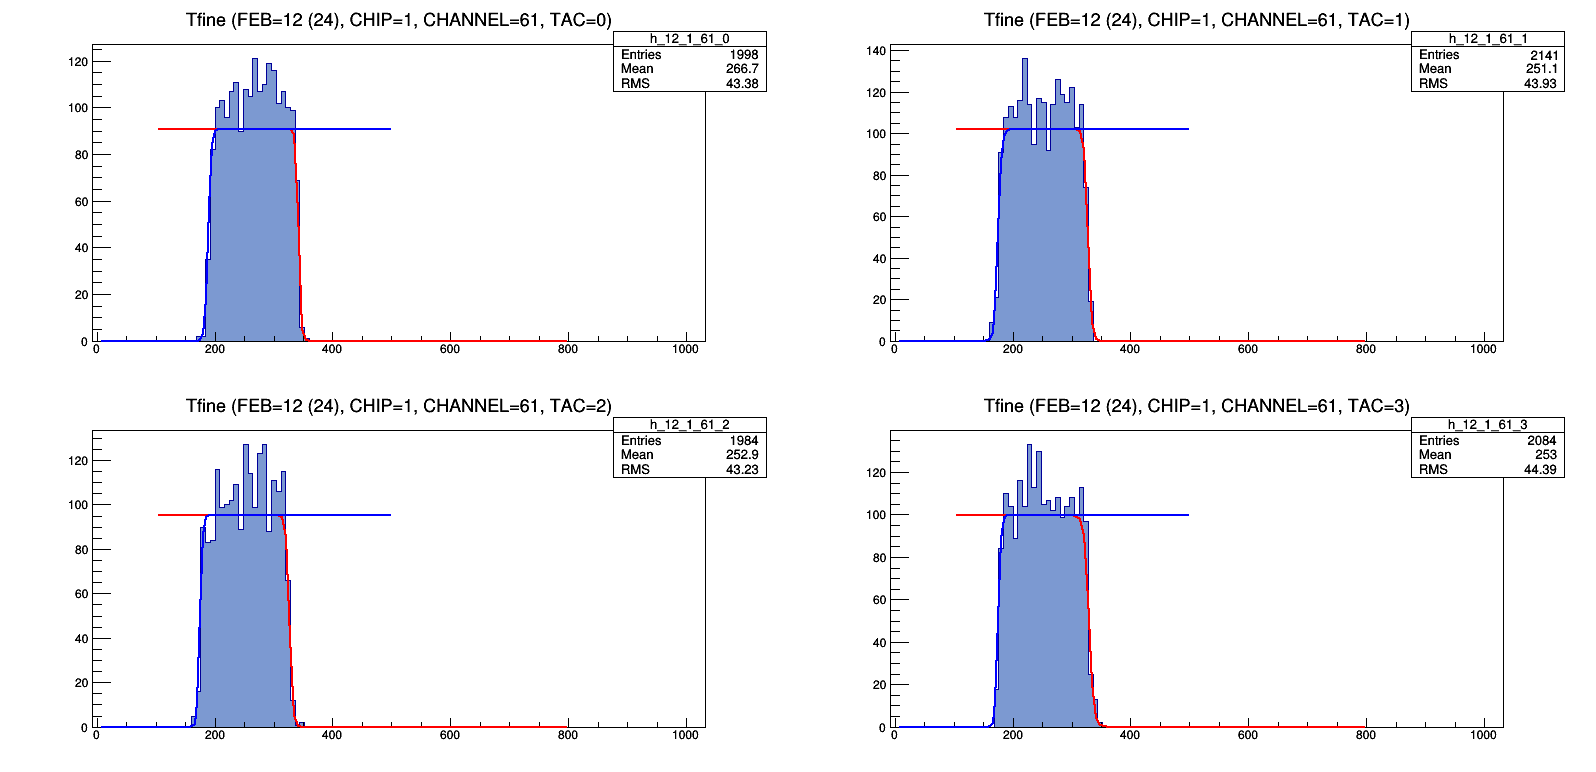 Tfine (FEB=12 (24), CHIP=1, CHANNEL=61, TAC=0)
h_12_1_61_0
Entries 1998
Mean 266.7
RMS 43.38
120
100
80
60
40
20
0
0 200 400 600 800 1000
Tfine (FEB=12 (24), CHIP=1, CHANNEL=61, TAC=1)
h_12_1_61_1
Entries 2141
Mean 251.1
RMS 43.93
140
120
100
80
60
40
20
0
0 200 400 600 800 1000
Tfine (FEB=12 (24), CHIP=1, CHANNEL=61, TAC=2)
h_12_1_61_2
Entries 1984
Mean 252.9
RMS 43.23
120
100
80
60
40
20
0
0 200 400 600 800 1000
Tfine (FEB=12 (24), CHIP=1, CHANNEL=61, TAC=3)
h_12_1_61_3
Entries 2084
Mean 253
RMS 44.39
120
100
80
60
40
20
0
0 200 400 600 800 1000